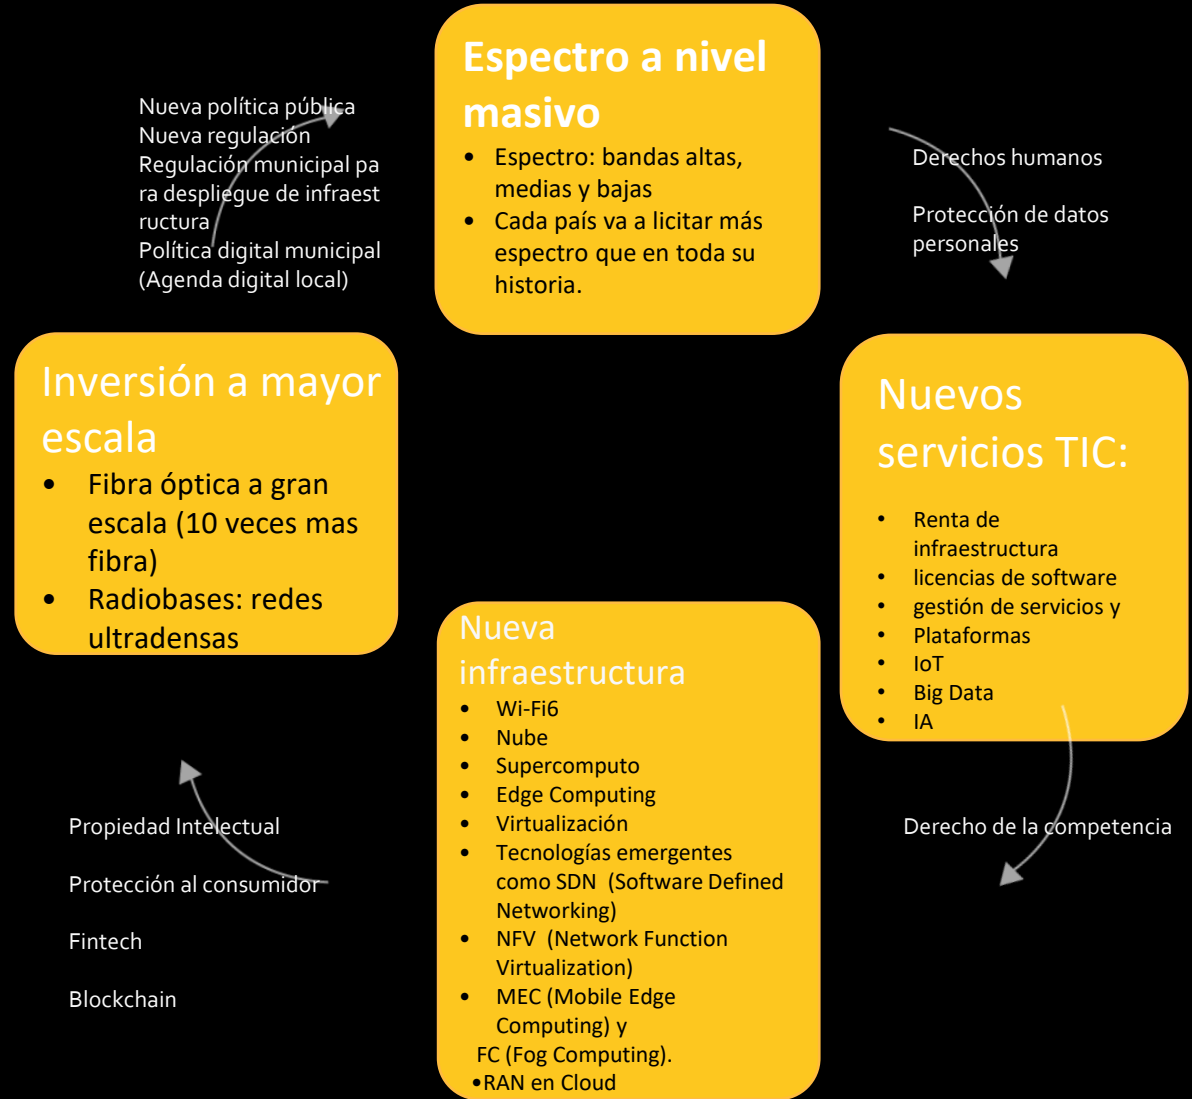 Espectro a nivel
masivo
• Espectro: bandas altas,
medias y bajas
• Cada país va a licitar más
espectro que en toda su
historia.
Nueva política pública
Nueva regulación
Regulación municipal pa
ra despliegue de infraest
ructura
Política digital municipal
(Agenda digital local)
Derechos humanos
Protección de datos
personales
Inversión a mayor
escala
• Fibra óptica a gran
escala (10 veces mas
fibra)
• Radiobases: redes
ultradensas
Nuevos
servicios TIC:
• Renta de
infraestructura
• licencias de software
• gestión de servicios y
• Plataformas
• IoT
• Big Data
• IA
Nueva
infraestructura
• Wi-Fi6
• Nube
• Supercomputo
• Edge Computing
• Virtualización
• Tecnologías emergentes
como SDN (Software Defined
Networking)
• NFV (Network Function
Virtualization)
• MEC (Mobile Edge
Computing) y
FC (Fog Computing).
•RAN en Cloud
Propiedad Intelectual
Protección al consumidor
Fintech
Blockchain
Derecho de la competencia